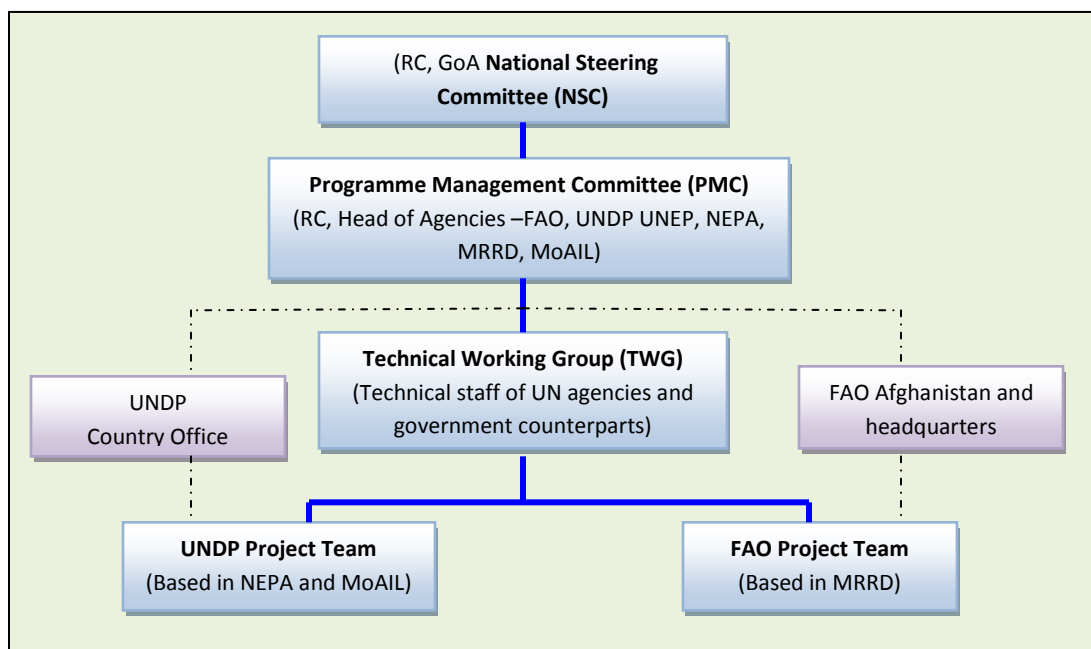 (RC, GoA National Steering
Committee (NSC)
Programme Management Committee (PMC)
(RC, Head of Agencies –FAO, UNDP UNEP, NEPA,
MRRD, MoAIL)
Technical Working Group (TWG)
(Technical staff of UN agencies and
government counterparts)
UNDP
Country Office
FAO Afghanistan and
headquarters
UNDP Project Team
(Based in NEPA and MoAIL)
FAO Project Team
(Based in MRRD)